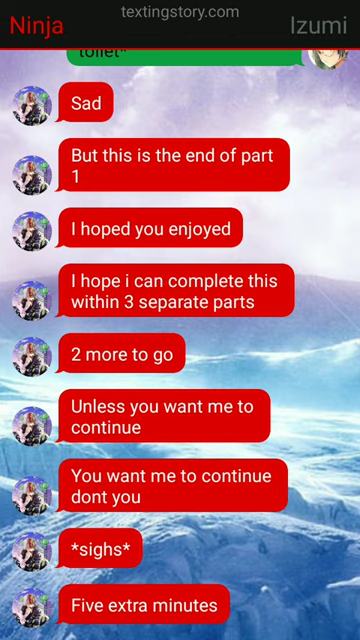 textingstory.com
Ninja
Izumi
toilet*
Sad
But this is the end of part
1
I hoped you enjoyed
I hope i can complete this
within 3 separate parts
2 more to go
Unless you want me to
continue
You want me to continue
dont you
*sighs*
Five extra minutes